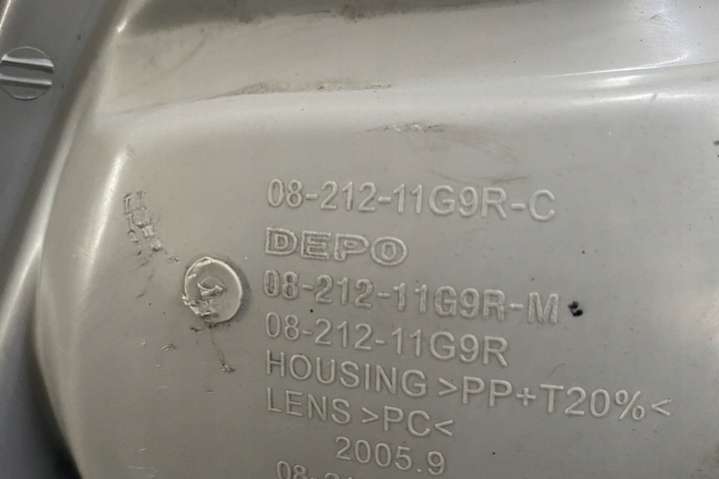 08-212-11G9R-C
DEPO
08-212-11G9R-M
08-212-11G9R
HOUSING >PP+T20%<
LENS >PC<
2005.9